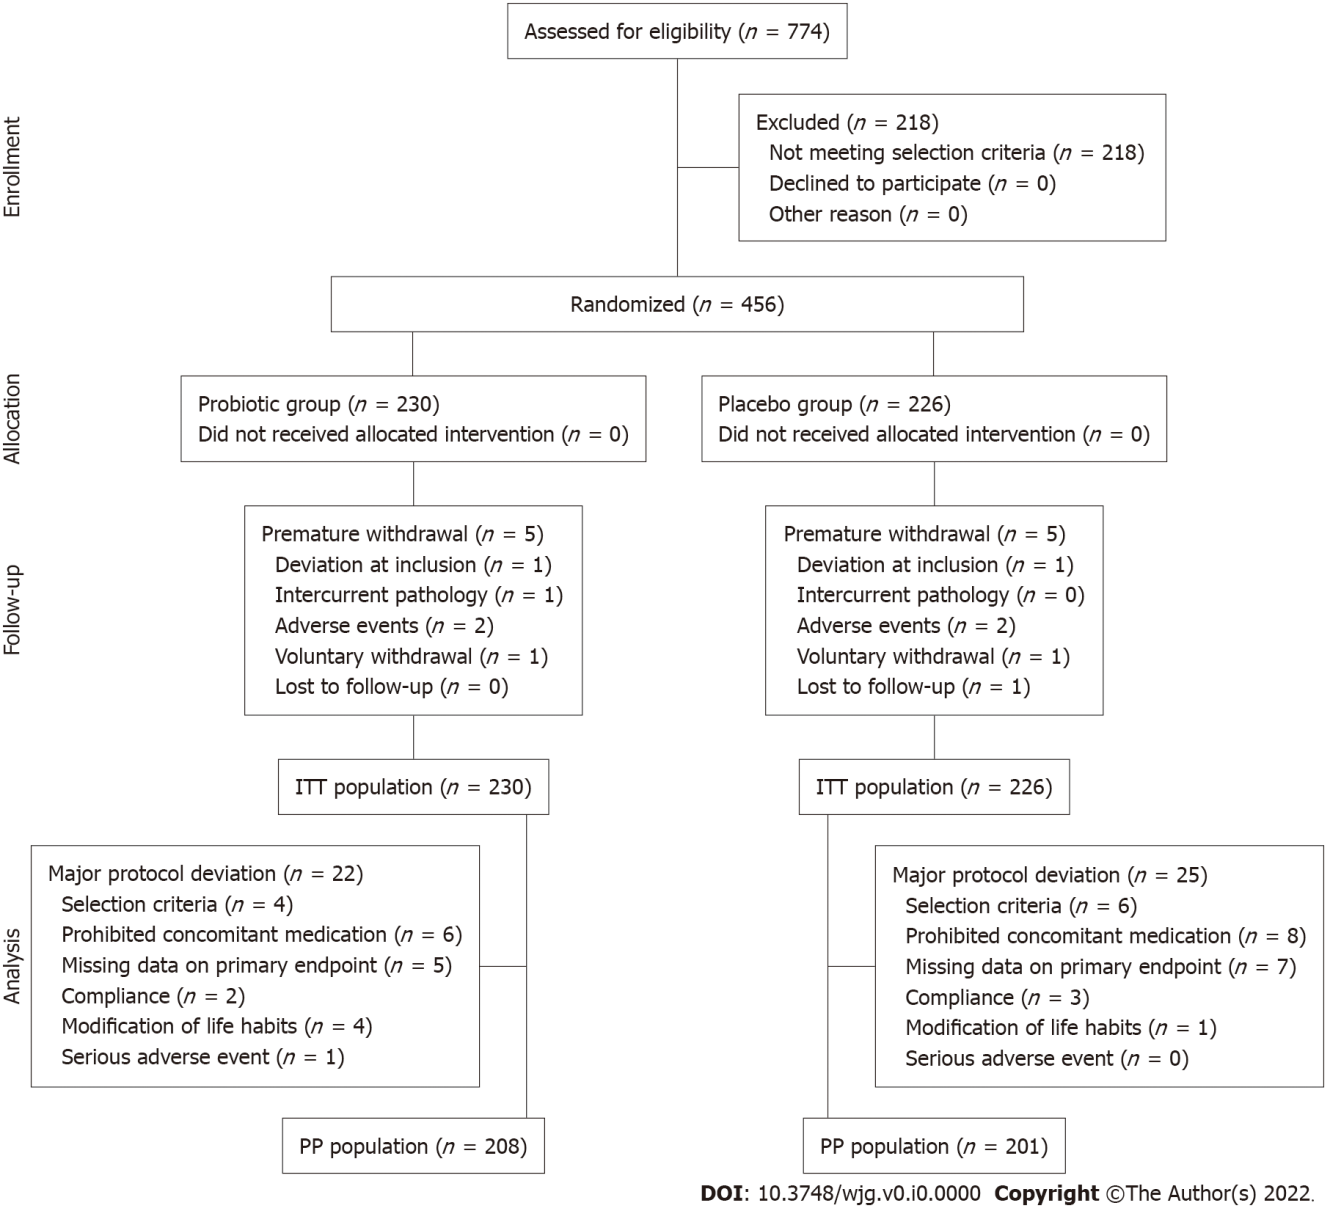 Assessed for eligibility (n = 774)
Enrollment
Excluded (n = 218)
Not meeting selection criteria (n = 218)
Declined to participate (n = 0)
Other reason (n = 0)
Randomized (n = 456)
Allocation
Probiotic group (n = 230)
Did not received allocated intervention (n = 0)
Placebo group (n = 226)
Did not received allocated intervention (n = 0)
Follow-up
Premature withdrawal (n = 5)
Deviation at inclusion (n = 1)
Intercurrent pathology (n = 1)
Adverse events (n = 2)
Voluntary withdrawal (n = 1)
Lost to follow-up (n = 0)
Premature withdrawal (n = 5)
Deviation at inclusion (n = 1)
Intercurrent pathology (n = 0)
Adverse events (n = 2)
Voluntary withdrawal (n = 1)
Lost to follow-up (n = 1)
ITT population (n = 230)
ITT population (n = 226)
Analysis
Major protocol deviation (n = 22)
Selection criteria (n = 4)
Prohibited concomitant medication (n = 6)
Missing data on primary endpoint (n = 5)
Compliance (n = 2)
Modification of life habits (n = 4)
Serious adverse event (n = 1)
Major protocol deviation (n = 25)
Selection criteria (n = 6)
Prohibited concomitant medication (n = 8)
Missing data on primary endpoint (n = 7)
Compliance (n = 3)
Modification of life habits (n = 1)
Serious adverse event (n = 0)
PP population (n = 208)
PP population (n = 201)
DOI: 10.3748/wjg.v0.i0.0000 Copyright ©The Author(s) 2022.